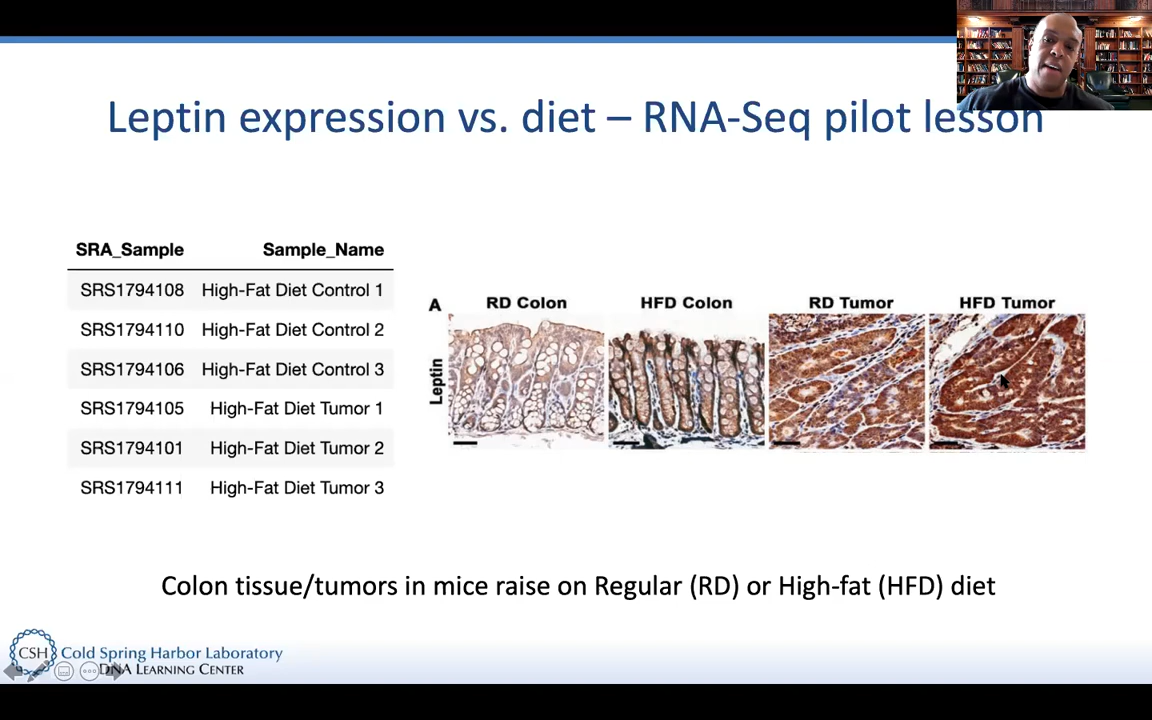 Leptin expression vs. diet – RNA-Seq pilot lesson
SRA_Sample Sample_Name
SRS1794108 High-Fat Diet Control 1
SRS1794110 High-Fat Diet Control 2
SRS1794106 High-Fat Diet Control 3
SRS1794105 High-Fat Diet Tumor 1
SRS1794101 High-Fat Diet Tumor 2
SRS1794111 High-Fat Diet Tumor 3
A RD Colon HFD Colon RD Tumor HFD Tumor
Leptin
Colon tissue/tumors in mice raise on Regular (RD) or High-fat (HFD) diet
CSH Cold Spring Harbor Laboratory
DNA LEARNING CENTER